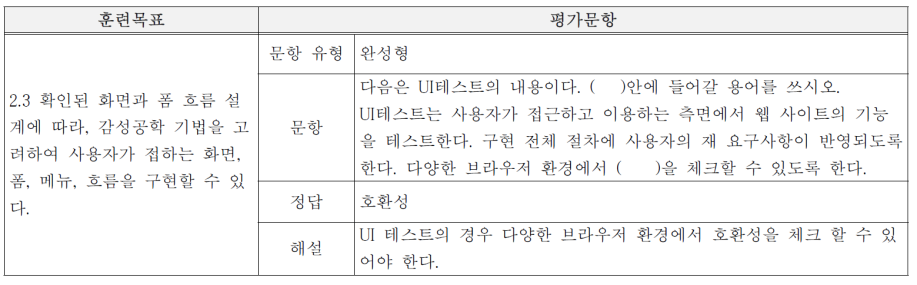 훈련목표
평가문항
2.3 확인된 화면과 폼 흐름 설
계에 따라, 감성공학 기법을 고
려하여 사용자가 접하는 화면,
폼, 메뉴, 흐름을 구현할 수 있
다.
문항 유형
완성형
문항
다음은 UI테스트의 내용이다. (   )안에 들어갈 용어를 쓰시오.
UI테스트는 사용자가 접근하고 이용하는 측면에서 웹 사이트의 기능
을 테스트한다. 구현 전체 절차에 사용자의 재 요구사항이 반영되도록
한다. 다양한 브라우저 환경에서 (    )을 체크할 수 있도록 한다.
정답
호환성
해설
UI 테스트의 경우 다양한 브라우저 환경에서 호환성을 체크 할 수 있
어야 한다.